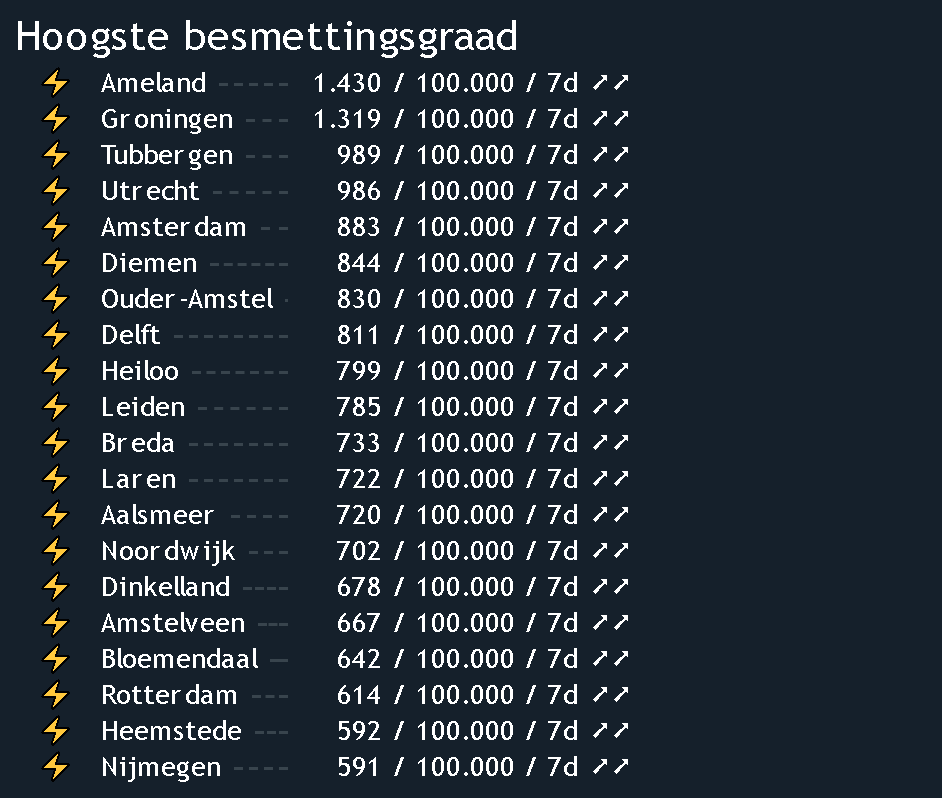 Hoogste besmettingsgraad
⚡ Ameland ----- 1.430 / 100.000 / 7d ➚➚
⚡ Groningen --- 1.319 / 100.000 / 7d ➚➚
⚡ Tubbergen --- 989 / 100.000 / 7d ➚➚
⚡ Utrecht ----- 986 / 100.000 / 7d ➚➚
⚡ Amsterdam -- 883 / 100.000 / 7d ➚➚
⚡ Diemen ------ 844 / 100.000 / 7d ➚➚
⚡ Ouder-Amstel - 830 / 100.000 / 7d ➚➚
⚡ Delft -------- 811 / 100.000 / 7d ➚➚
⚡ Heiloo ------- 799 / 100.000 / 7d ➚➚
⚡ Leiden ------ 785 / 100.000 / 7d ➚➚
⚡ Breda ------- 733 / 100.000 / 7d ➚➚
⚡ Laren ------- 722 / 100.000 / 7d ➚➚
⚡ Aalsmeer ---- 720 / 100.000 / 7d ➚➚
⚡ Noordwijk --- 702 / 100.000 / 7d ➚➚
⚡ Dinkelland ---- 678 / 100.000 / 7d ➚➚
⚡ Amstelveen --- 667 / 100.000 / 7d ➚➚
⚡ Bloemendaal -- 642 / 100.000 / 7d ➚➚
⚡ Rotterdam --- 614 / 100.000 / 7d ➚➚
⚡ Heemstede --- 592 / 100.000 / 7d ➚➚
⚡ Nijmegen ---- 591 / 100.000 / 7d ➚➚